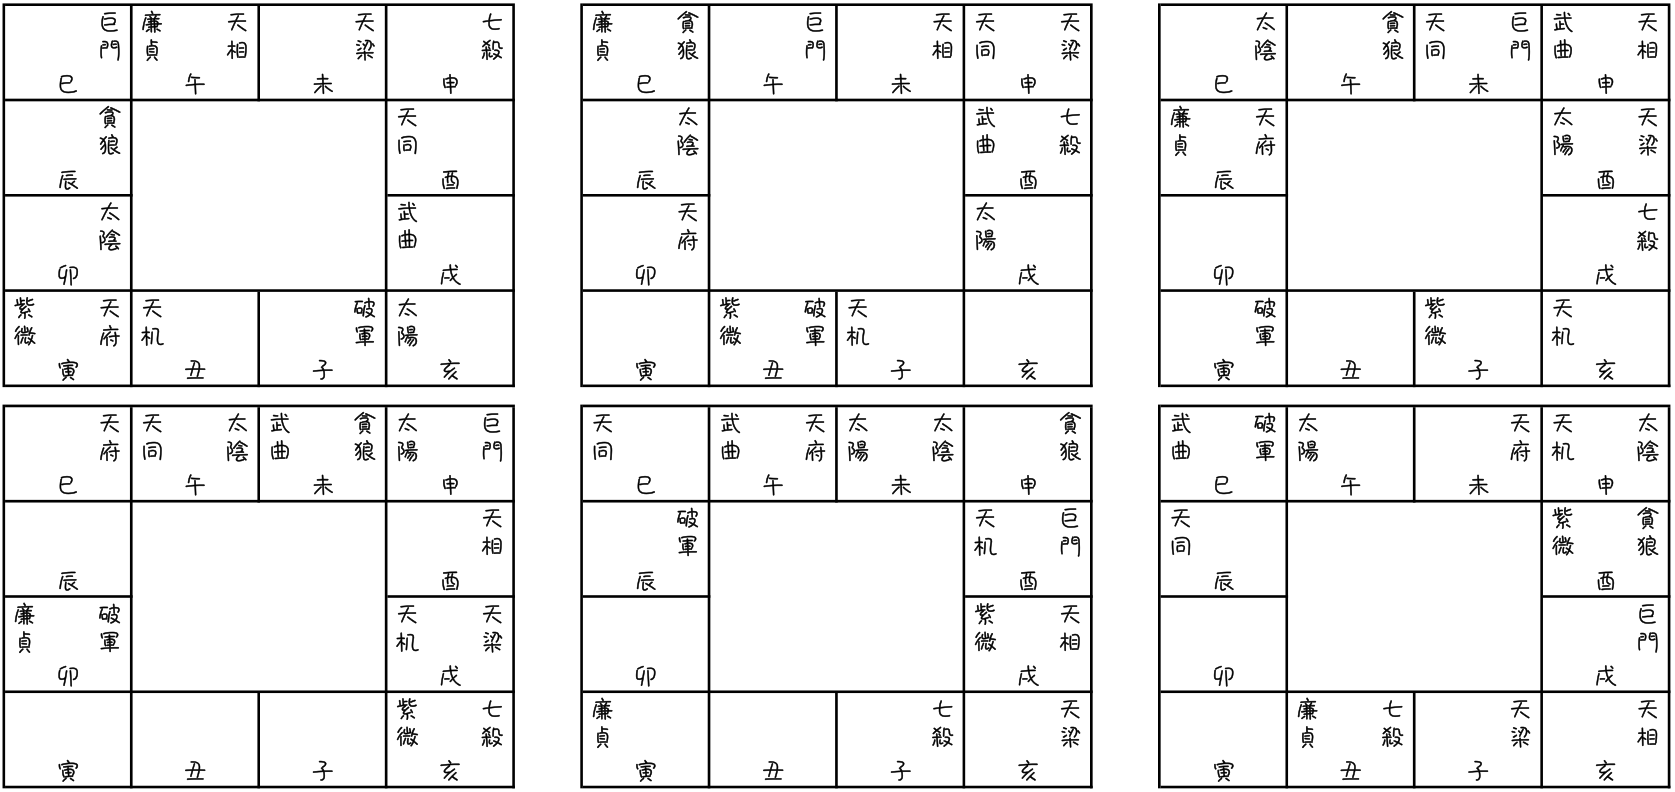 巨門
巳
廉貞
天相
午
天梁
未
七殺
申
貪狼
辰
天同
酉
太陰
卯
武曲
戌
紫微
天府
寅
天机
丑
破軍
子
太陽
亥
廉貞
貪狼
巳
巨門
午
天相
未
天同
天梁
申
太陰
辰
武曲
七殺
酉
天府
卯
太陽
戌
寅
紫微
破軍
丑
天机
子
亥
太陰
巳
貪狼
午
天同
巨門
未
武曲
天相
申
廉貞
天府
辰
太陽
天梁
酉
卯
七殺
戌
破軍
寅
丑
紫微
子
天机
亥
天府
巳
天同
太陰
午
武曲
貪狼
未
太陽
巨門
申
辰
天相
酉
廉貞
破軍
卯
天机
天梁
戌
寅
丑
子
紫微
七殺
亥
天同
巳
武曲
天府
午
太陽
太陰
未
貪狼
申
破軍
辰
天机
巨門
酉
卯
紫微
天相
戌
廉貞
寅
丑
七殺
子
天梁
亥
武曲
破軍
巳
太陽
午
天府
未
天机
太陰
申
天同
辰
紫微
貪狼
酉
卯
巨門
戌
寅
廉貞
七殺
丑
天梁
子
天相
亥